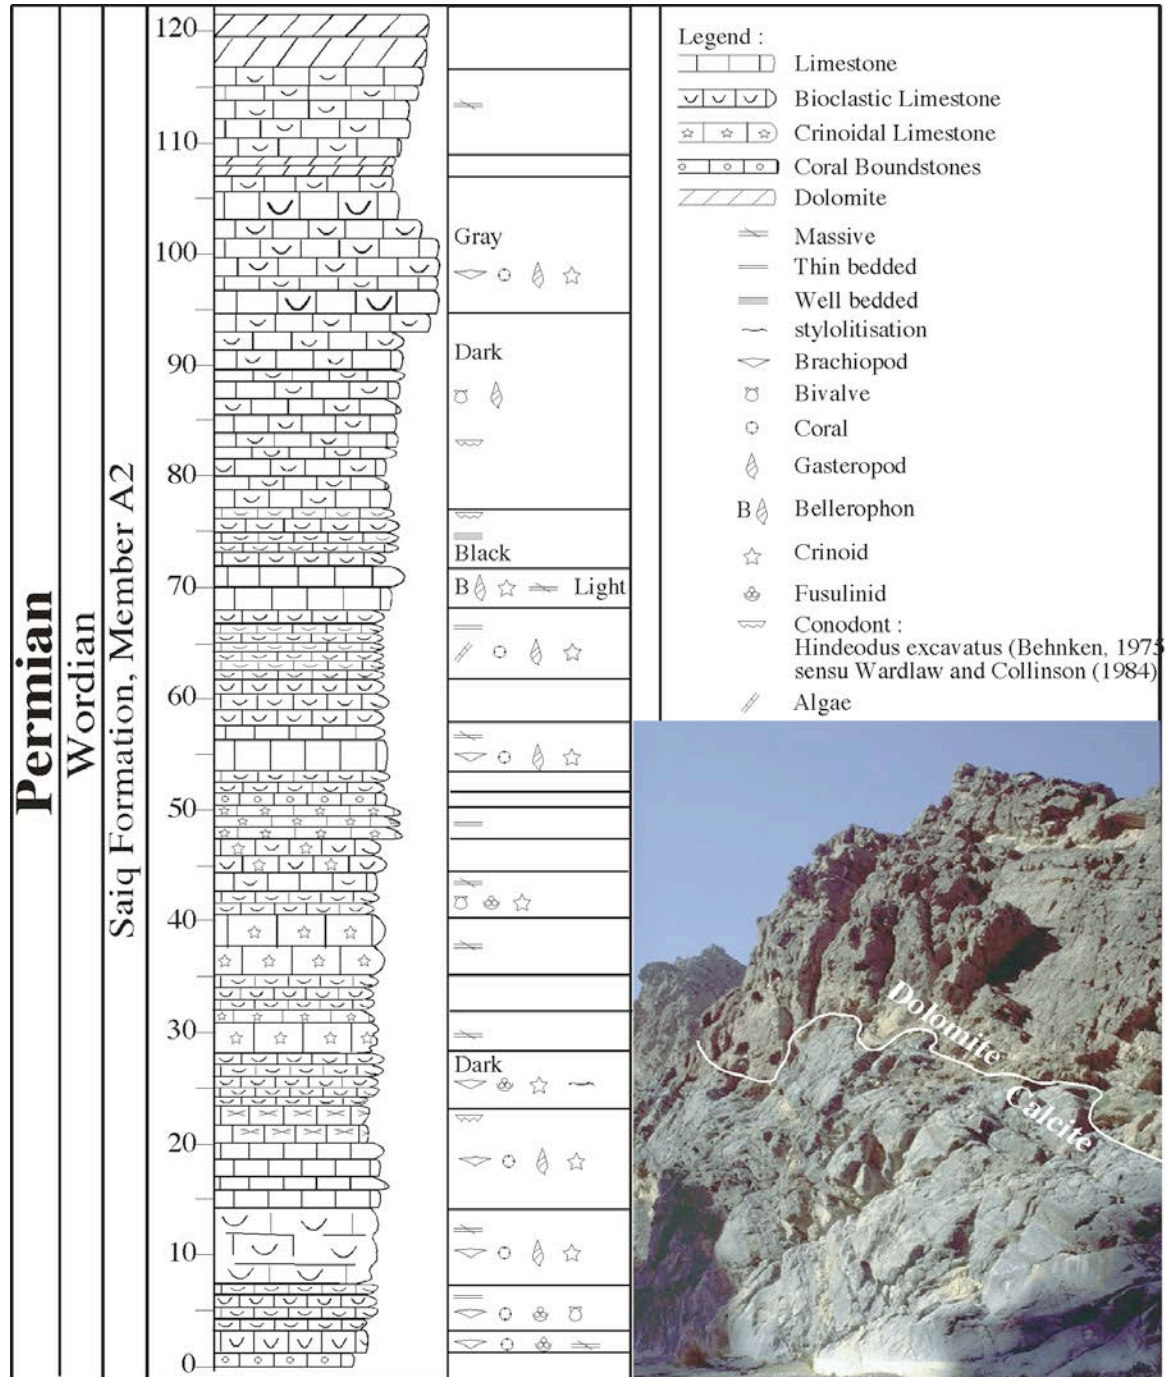 Permian
Wordian
Saiq Formation, Member A2
120
110
100
90
80
70
60
50
40
30
20
10
0
Gray
Dark
Black
B Light
Dark
Legend :
Limestone
Bioclastic Limestone
Crinoidal Limestone
Coral Boundstones
Dolomite
Massive
Thin bedded
Well bedded
stylolitisation
Brachiopod
Bivalve
Coral
Gasteropod
B Bellerophon
Crinoid
Fusulinid
Conodont :
Hindeodus excavatus (Behnken, 1975
sensu Wardlaw and Collinson (1984)
Algae
Dolomite
Calcite